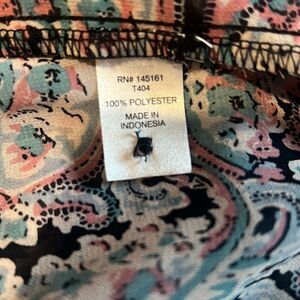 RN# 145161
T404
100% POLYESTER
MADE IN
INDONESIA